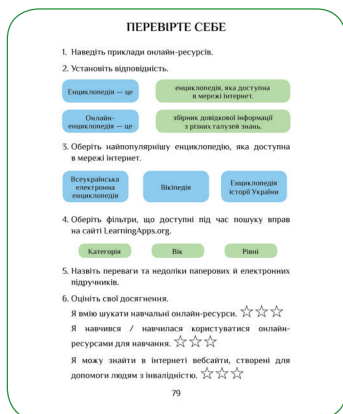 ПЕРЕВІРТЕ СЕБЕ
1. Наведіть приклади онлайн-ресурсів.
2. Установіть відповідність.
Енциклопедія — це
енциклопедія, яка доступна
в мережі інтернет.
Онлайн-
енциклопедія — це
збірник довідкової інформації
з різних галузей знань.
3. Оберіть найпопулярнішу енциклопедію, яка доступна
в мережі інтернет.
Всеукраїнська
електронна
енциклопедія
Вікіпедія
Енциклопедія
історії України
4. Оберіть фільтри, що доступні під час пошуку вправ
на сайті LearningApps.org.
Категорія
Вік
Рівні
5. Назвіть переваги та недоліки паперових й електронних
підручників.
6. Оцініть свої досягнення.
Я вмію шукати навчальні онлайн-ресурси.
Я навчився / навчилася користуватися онлайн-
ресурсами для навчання.
Я можу знайти в інтернеті вебсайти, створені для
допомоги людям з інвалідністю.
79